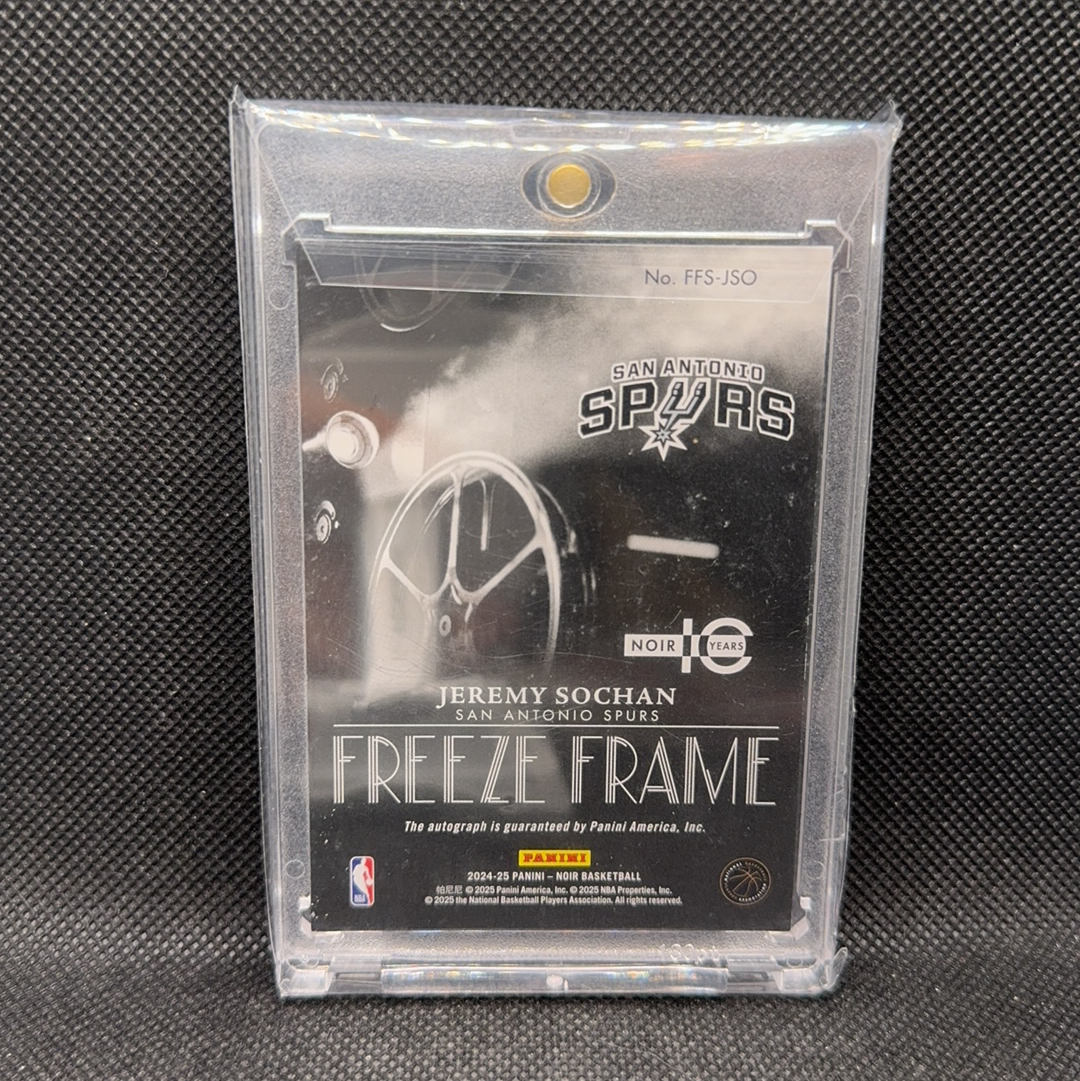 No. FFS-JSO
SAN ANTONIO
SPURS
NOIR 10 YEARS
JEREMY SOCHAN
SAN ANTONIO SPURS
FREEZE FRAME
The autograph is guaranteed by Panini America, Inc.
PANINI
2024-25 PANINI – NOIR BASKETBALL
帕尼尼 © 2025 Panini America, Inc. © 2025 NBA Properties, Inc.
© 2025 the National Basketball Players Association. All rights reserved.
NBA